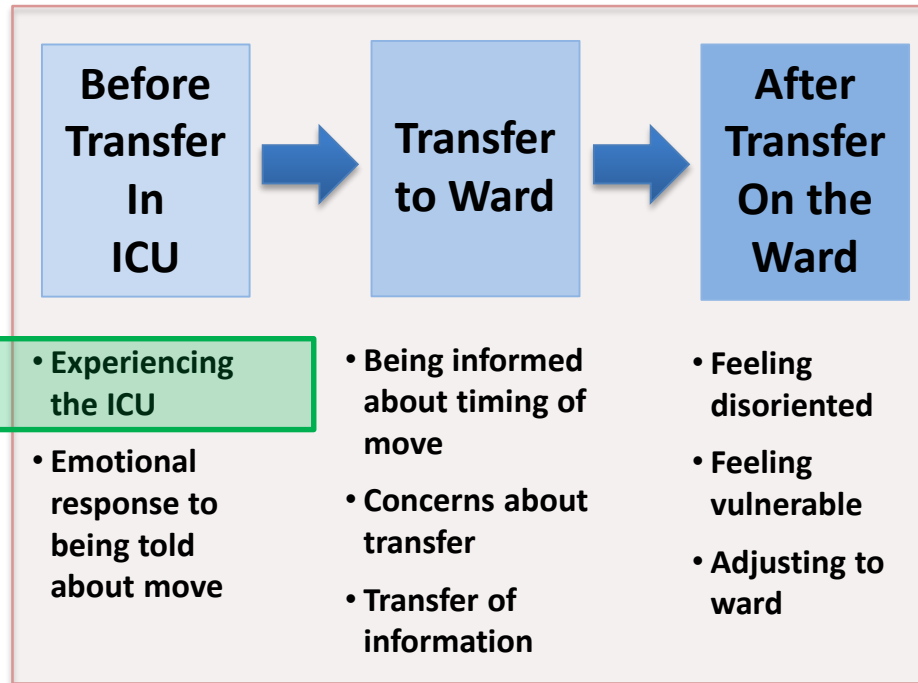 Before
Transfer
In
ICU
Transfer
to Ward
After
Transfer
On the
Ward
• Experiencing
the ICU
• Emotional
response to
being told
about move
• Being informed
about timing of
move
• Concerns about
transfer
• Transfer of
information
• Feeling
disoriented
• Feeling
vulnerable
• Adjusting to
ward